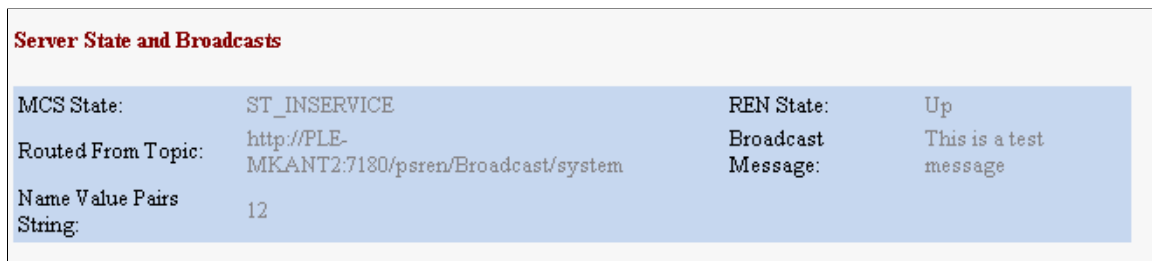 Server State and Broadcasts
MCS State: ST_INSERVICE REN State: Up
Routed From Topic: http://PLE-
MKANT2:7180/psren/Broadcast/system
Broadcast
Message:
This is a test
message
Name Value Pairs
String:
12